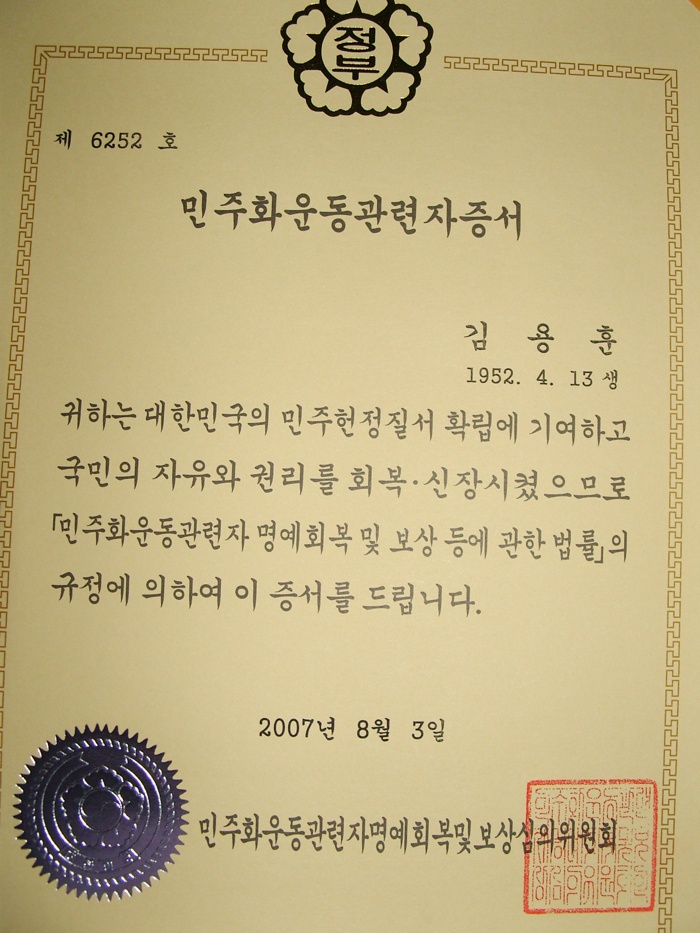 정
부
제 6252 호
민주화운동관련자증서
김 용 훈
1952. 4. 13 생
귀하는 대한민국의 민주헌정질서 확립에 기여하고
국민의 자유와 권리를 회복·신장시켰으므로
「민주화운동관련자 명예회복 및 보상 등에 관한 법률」의
규정에 의하여 이 증서를 드립니다.
2007년 8월 3일
민주화운동관련자명예회복및보상심의위원회